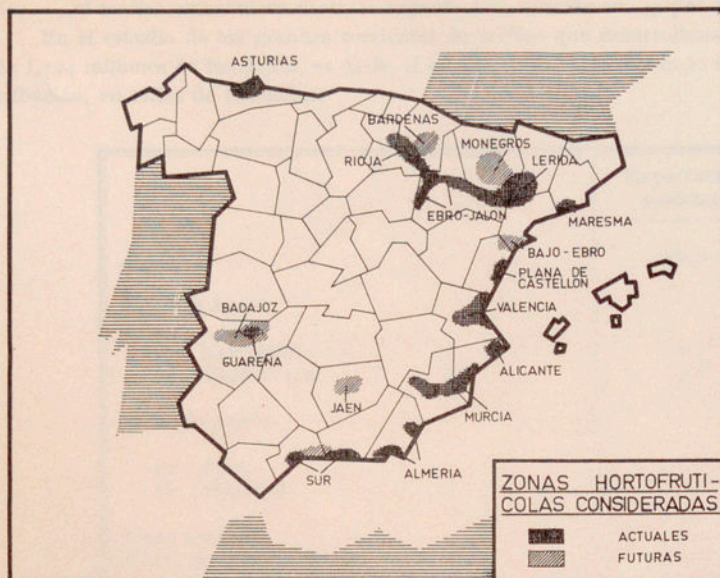 ASTURIAS
BARDENAS
MONEGROS
RIOJA
LERIDA
EBRO-JALON
MARESMA
BAJO-EBRO
PLANA DE
CASTELLON
BADAJOZ
VALENCIA
GUAREÑA
ALICANTE
JAEN
MURCIA
SUR
ALMERIA
ZONAS HORTOFRUTI-
COLAS CONSIDERADAS
ACTUALES
FUTURAS